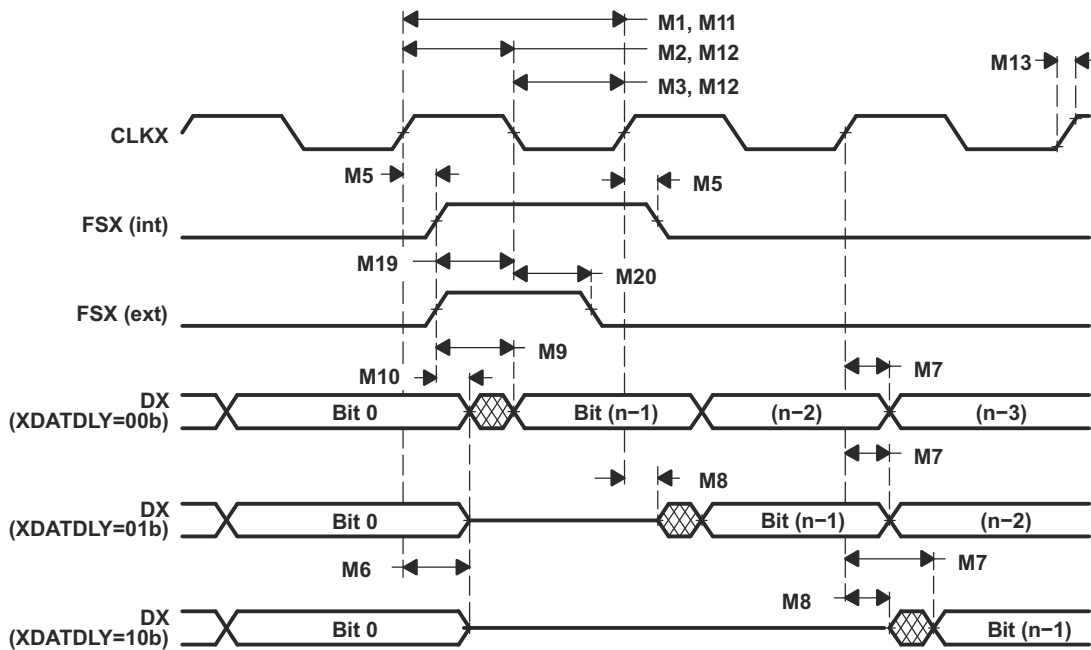 M1, M11
M2, M12
M13
M3, M12
CLKX
M5
M5
FSX (int)
M19
M20
FSX (ext)
M9
M10
M7
DX
(XDATDLY=00b)
Bit 0
Bit (n−1)
(n−2)
(n−3)
M7
M8
DX
(XDATDLY=01b)
Bit 0
Bit (n−1)
(n−2)
M6
M7
M8
DX
(XDATDLY=10b)
Bit 0
Bit (n−1)